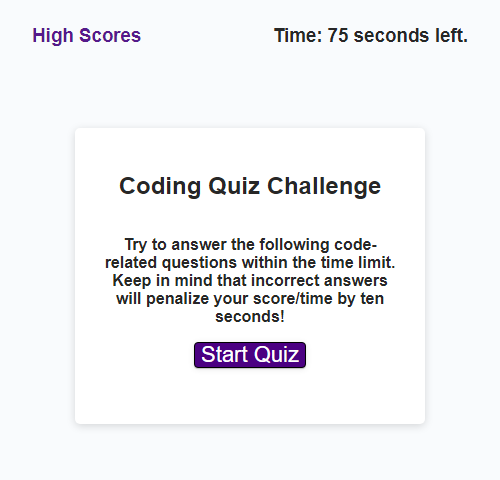 High Scores
Time: 75 seconds left.
Coding Quiz Challenge
Try to answer the following code-
related questions within the time limit.
Keep in mind that incorrect answers
will penalize your score/time by ten
seconds!
Start Quiz